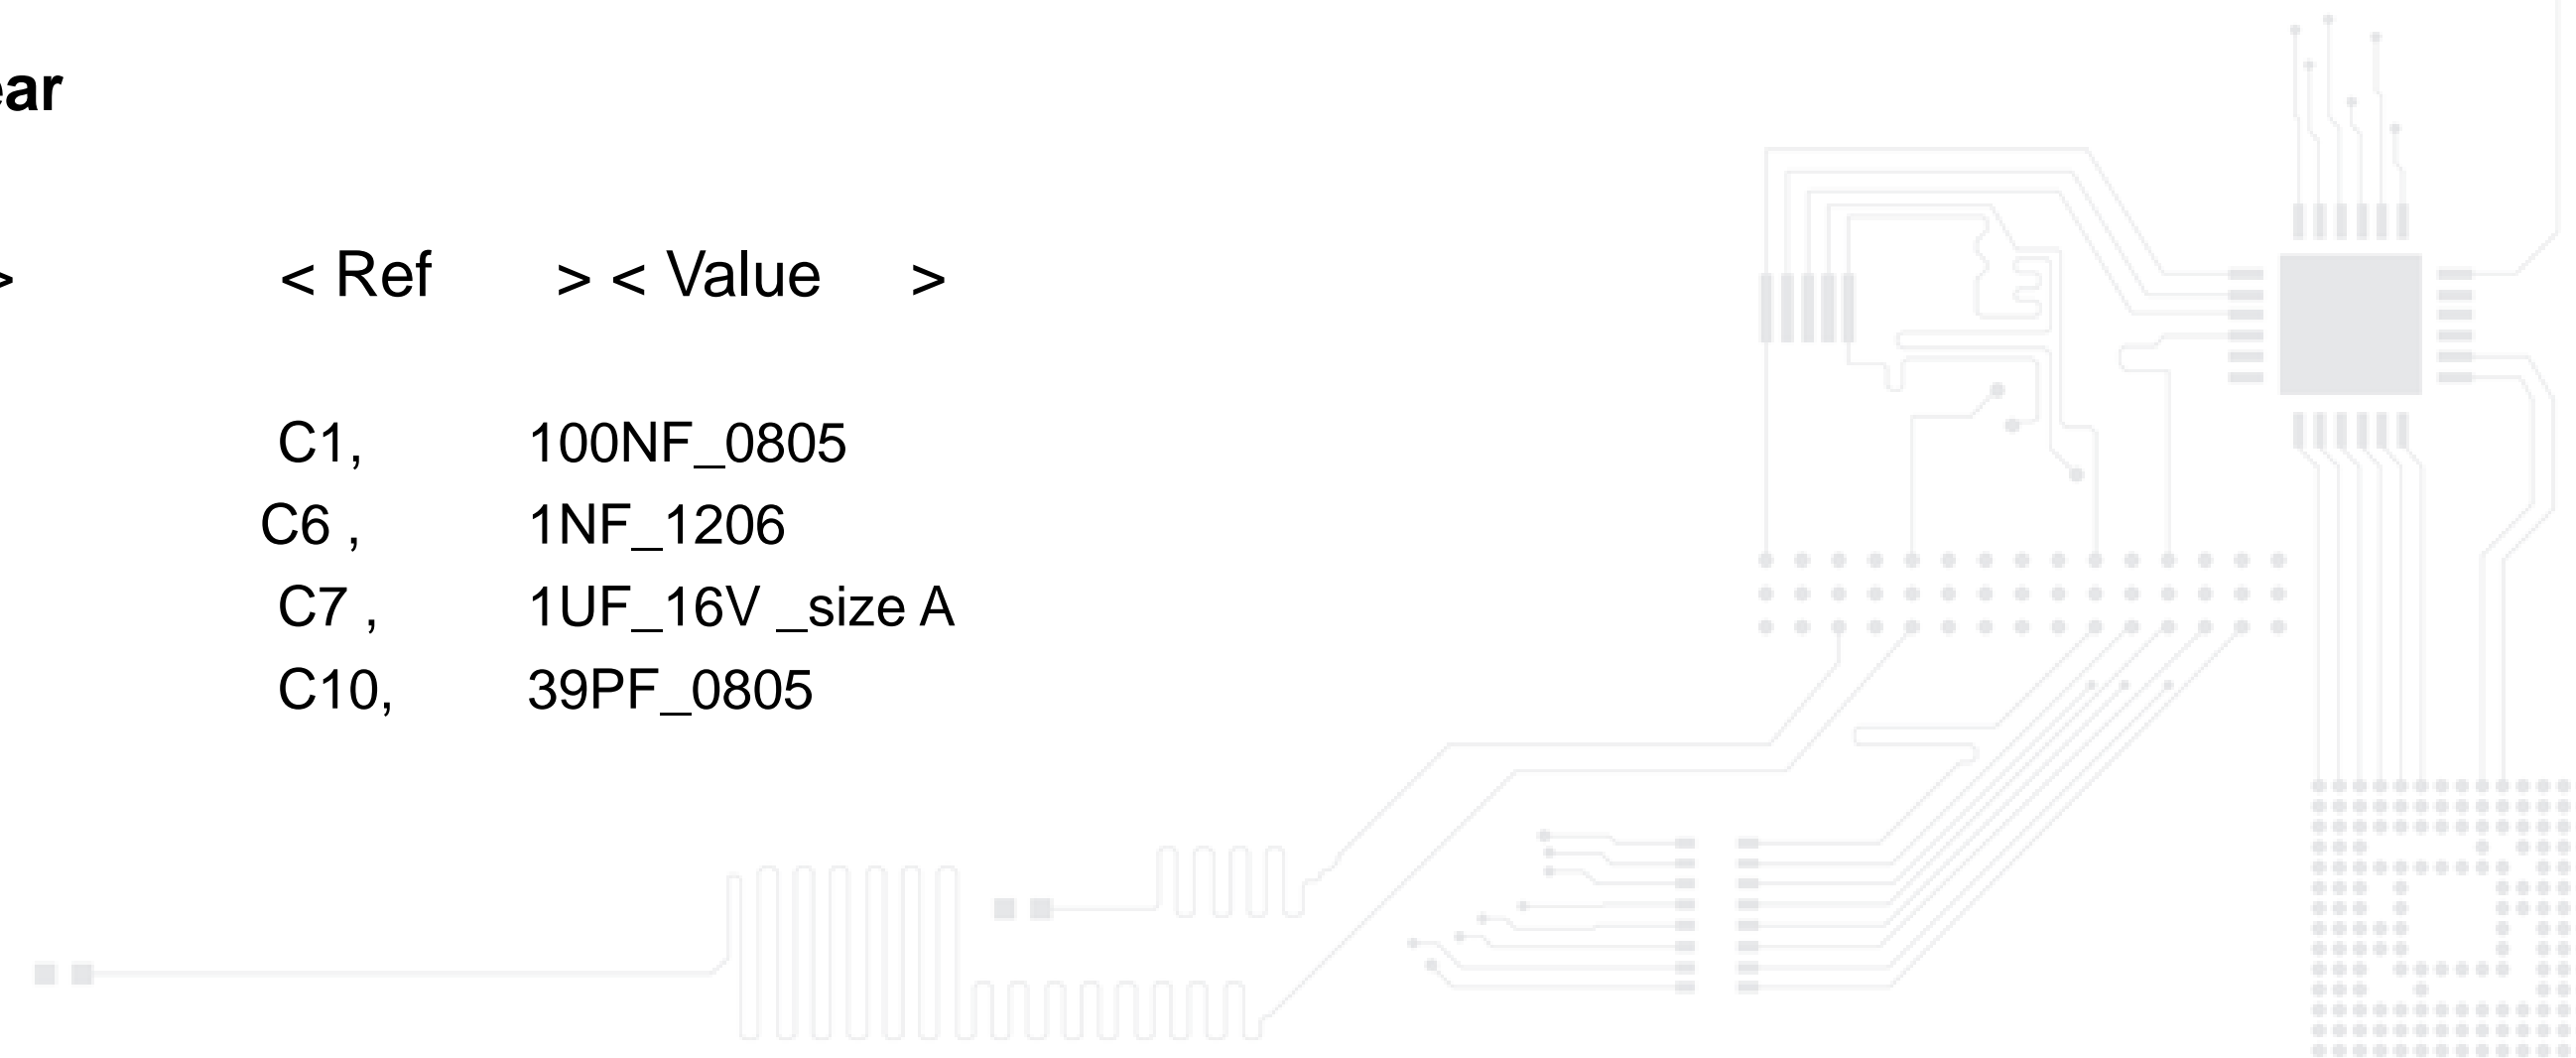 ear
> < Ref > < Value >
C1, 100NF_0805
C6 , 1NF_1206
C7 , 1UF_16V _size A
C10, 39PF_0805